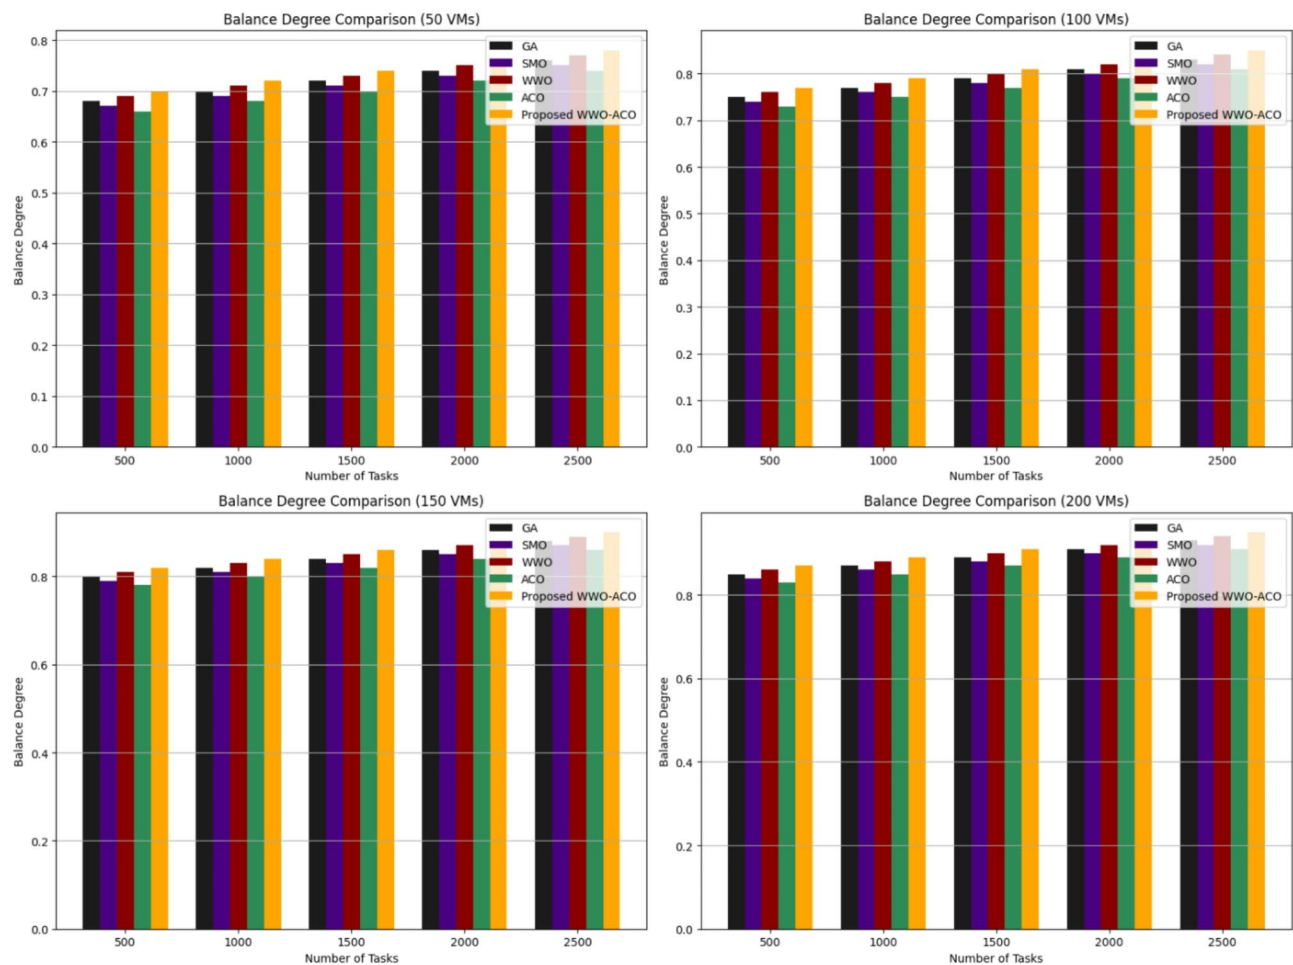 Balance Degree Comparison (50 VMs)
0.8
0.7
0.6
0.5
0.4
0.3
0.2
0.1
0.0
Balance Degree
GA
SMO
WWO
ACO
Proposed WWO-ACO
500 1000 1500 2000 2500
Number of Tasks
Balance Degree Comparison (100 VMs)
0.8
0.7
0.6
0.5
0.4
0.3
0.2
0.1
0.0
Balance Degree
GA
SMO
WWO
ACO
Proposed WWO-ACO
500 1000 1500 2000 2500
Number of Tasks
Balance Degree Comparison (150 VMs)
0.8
0.6
0.4
0.2
0.0
Balance Degree
GA
SMO
WWO
ACO
Proposed WWO-ACO
500 1000 1500 2000 2500
Number of Tasks
Balance Degree Comparison (200 VMs)
0.8
0.6
0.4
0.2
0.0
Balance Degree
GA
SMO
WWO
ACO
Proposed WWO-ACO
500 1000 1500 2000 2500
Number of Tasks